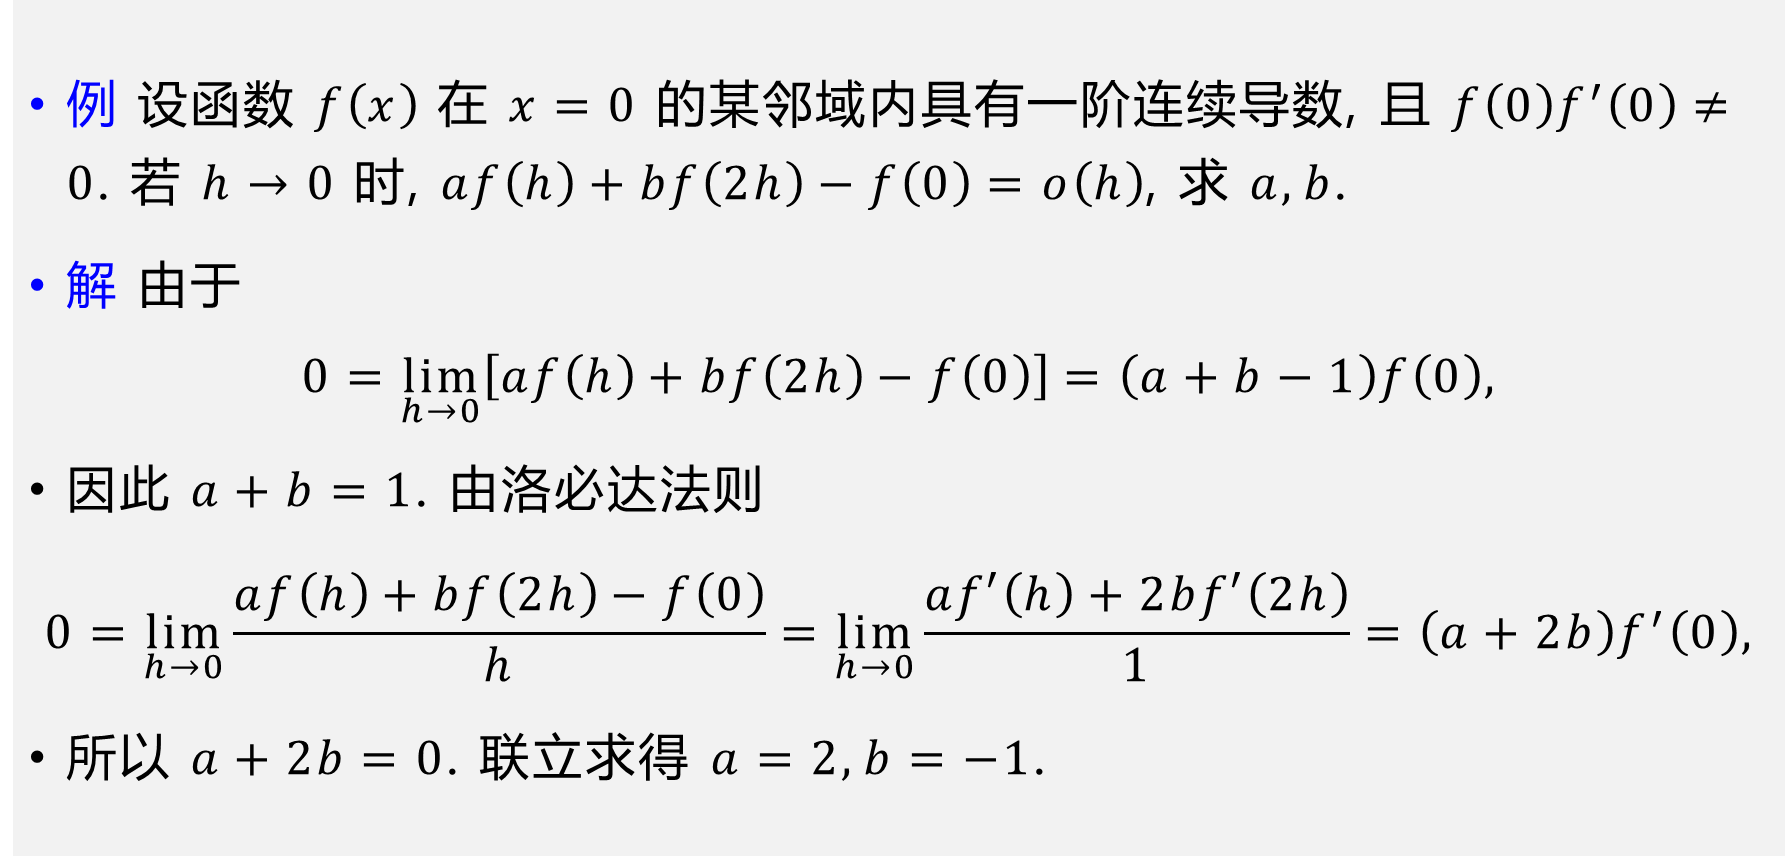 • 例 设函数 f(x) 在 x = 0 的某邻域内具有一阶连续导数, 且 f(0)f′(0) ≠
0. 若 h → 0 时, af(h) + bf(2h) − f(0) = o(h), 求 a, b.
• 解 由于
0 = lim_{h→0}[af(h) + bf(2h) − f(0)] = (a + b − 1)f(0),
• 因此 a + b = 1. 由洛必达法则
0 = lim_{h→0} \frac{af(h) + bf(2h) − f(0)}{h} = lim_{h→0} \frac{af′(h) + 2bf′(2h)}{1} = (a + 2b)f′(0),
• 所以 a + 2b = 0. 联立求得 a = 2, b = −1.